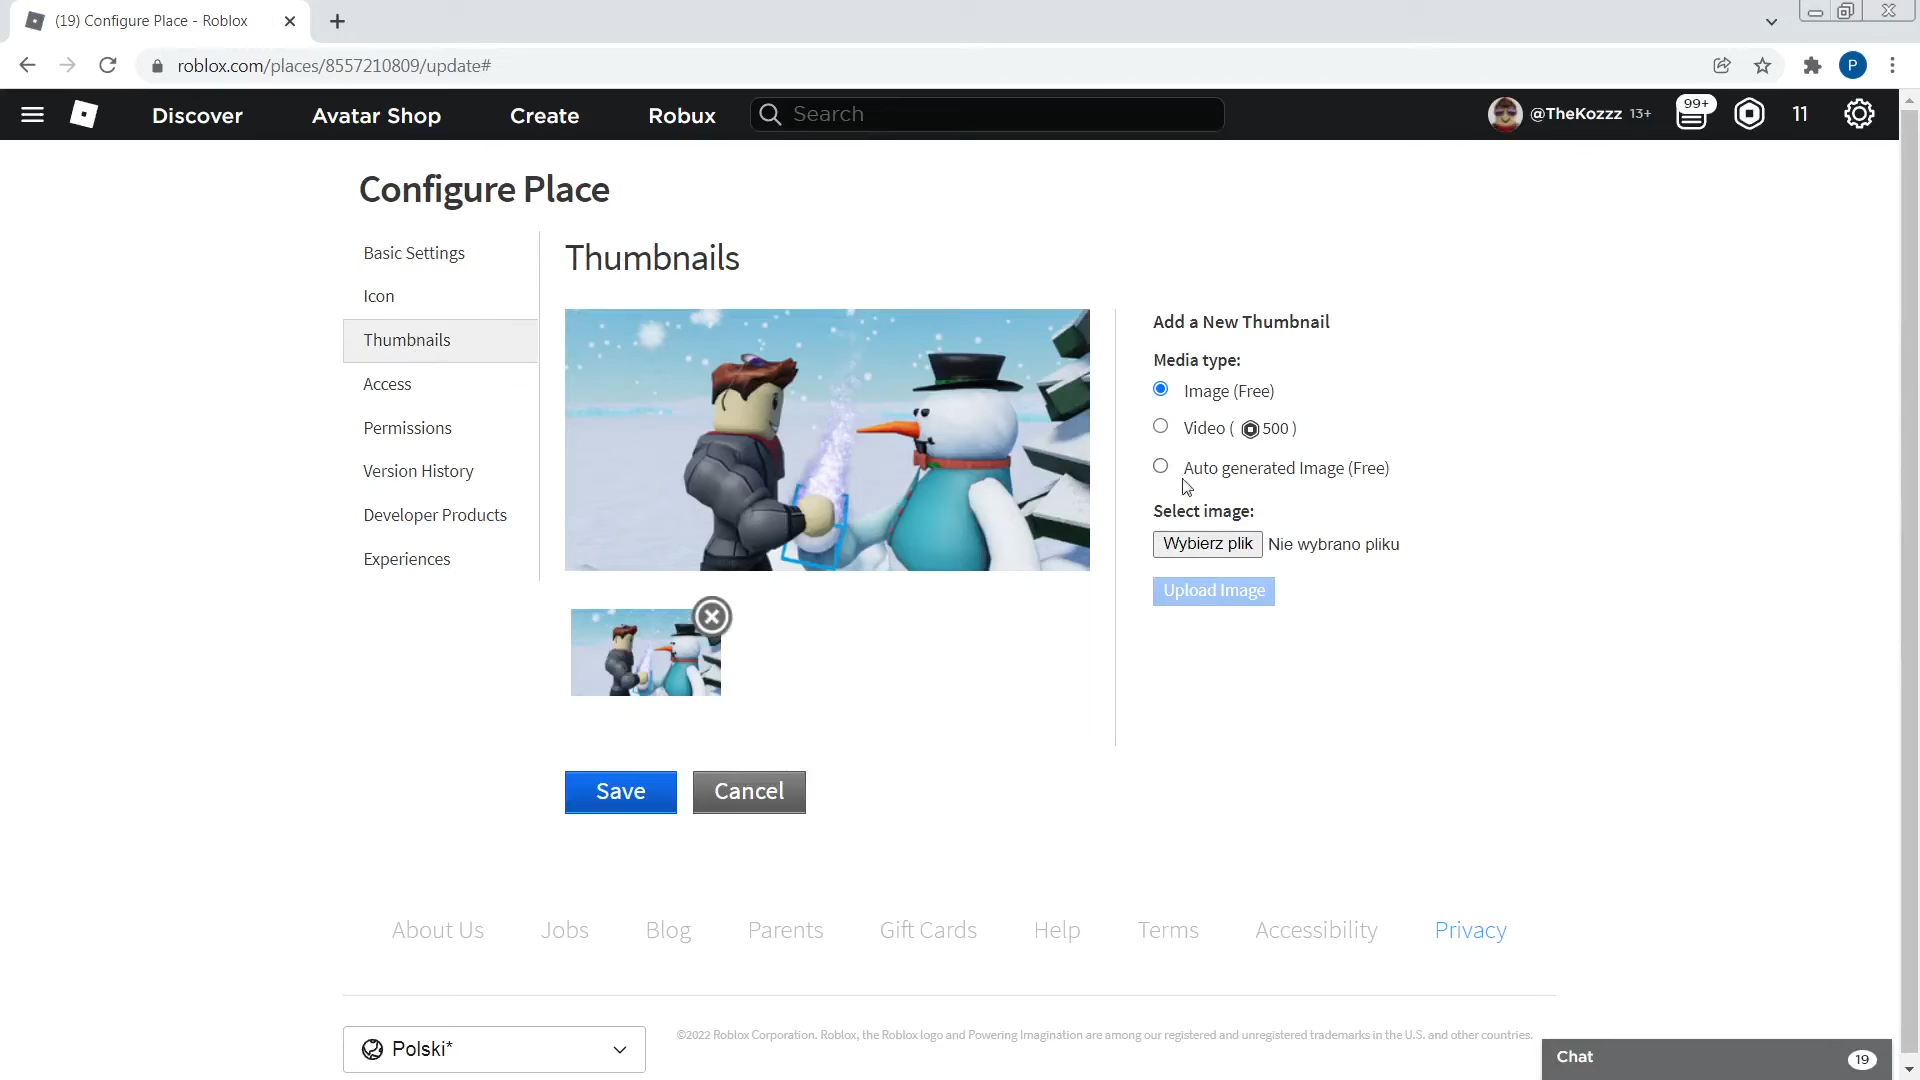 (19) Configure Place - Roblox
roblox.com/places/8557210809/update#
P
Discover
Avatar Shop
Create
Robux
Search
@TheKozzz 13+
99+
11
Configure Place
Basic Settings
Icon
Thumbnails
Access
Permissions
Version History
Developer Products
Experiences
Thumbnails
Add a New Thumbnail
Media type:
Image (Free)
Video ( 500 )
Auto generated Image (Free)
Select image:
Wybierz plik Nie wybrano pliku
Upload Image
Save
Cancel
About Us
Jobs
Blog
Parents
Gift Cards
Help
Terms
Accessibility
Privacy
Polski*
©2022 Roblox Corporation. Roblox, the Roblox logo and Powering Imagination are among our registered and unregistered trademarks in the U.S. and other countries.
Chat
19